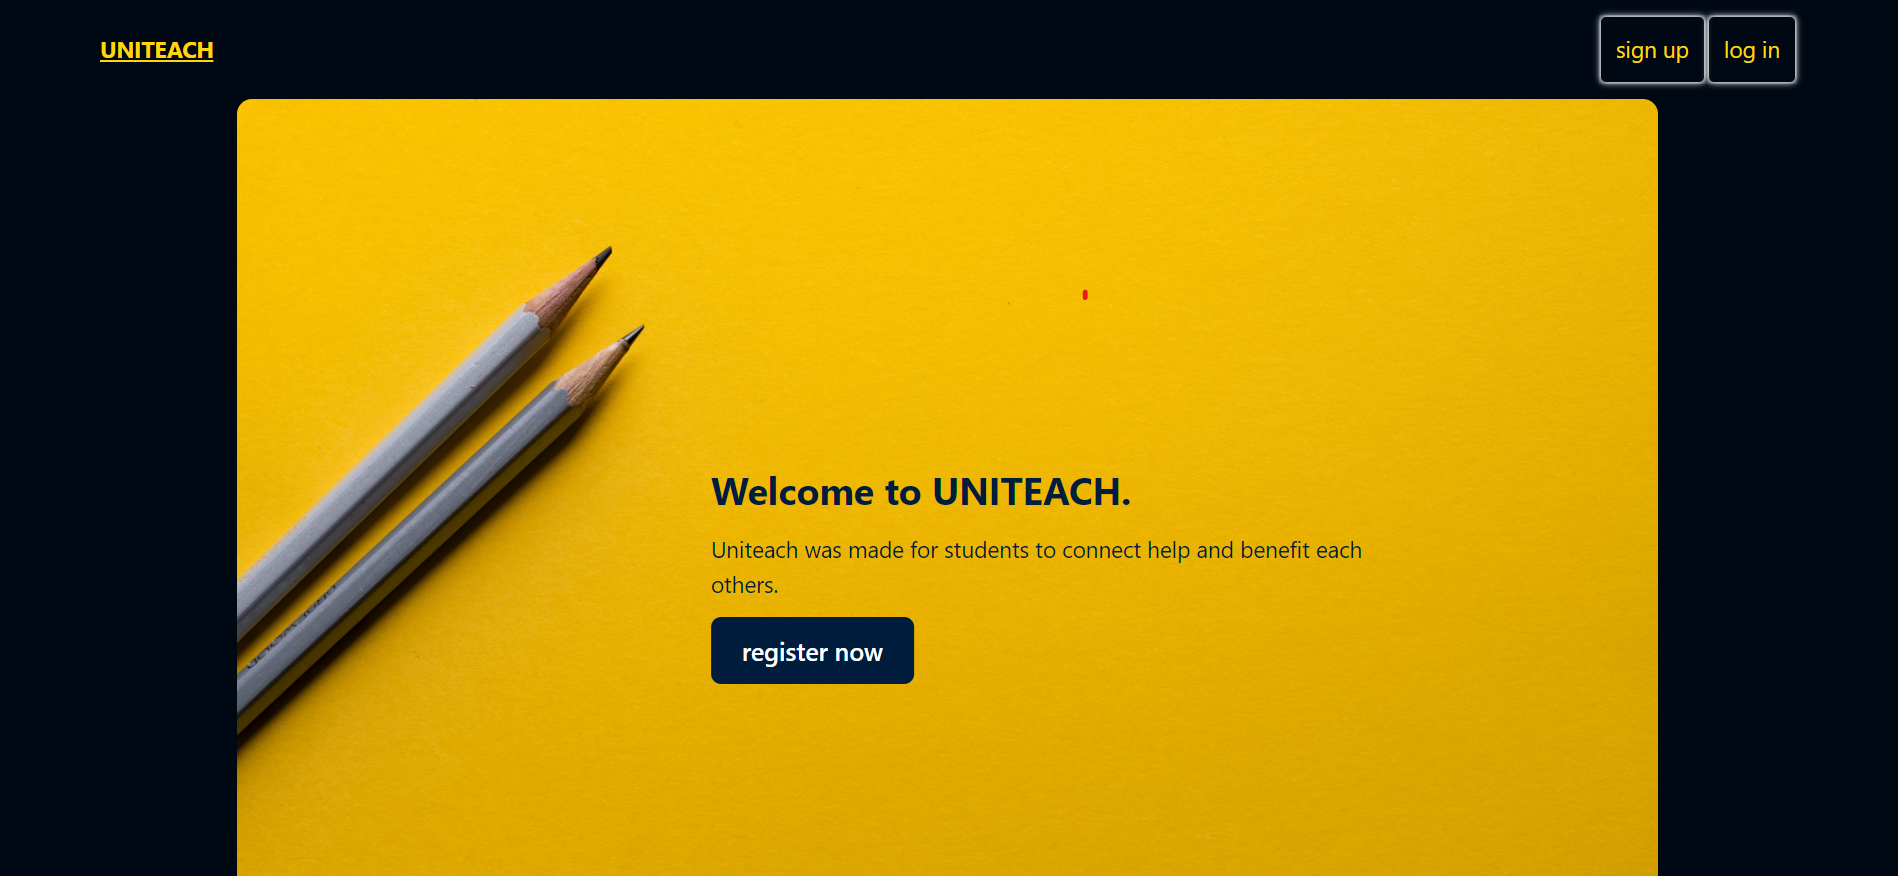 UNITEACH
sign up
log in
Welcome to UNITEACH.
Uniteach was made for students to connect help and benefit each
others.
register now